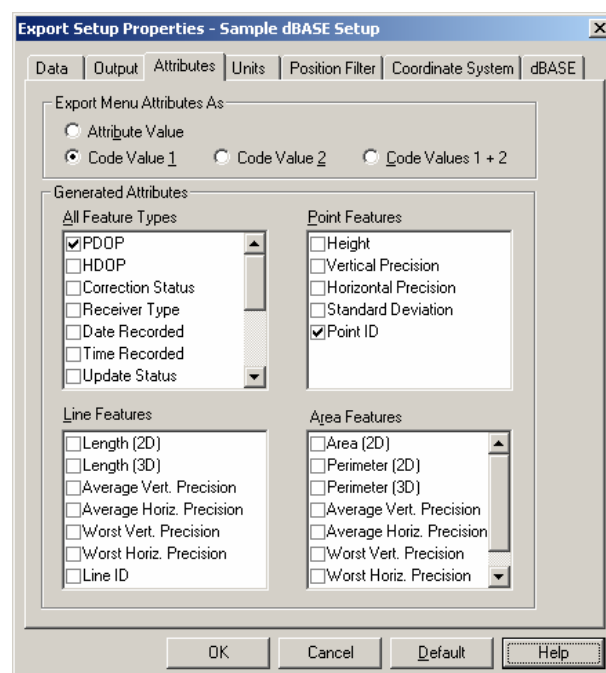 Export Setup Properties - Sample dBASE Setup
Data Output Attributes Units Position Filter Coordinate System dBASE
Export Menu Attributes As
Attribute Value
Code Value 1 Code Value 2 Code Values 1 + 2
Generated Attributes
All Feature Types
PDOP
HDOP
Correction Status
Receiver Type
Date Recorded
Time Recorded
Update Status
Point Features
Height
Vertical Precision
Horizontal Precision
Standard Deviation
Point ID
Line Features
Length (2D)
Length (3D)
Average Vert. Precision
Average Horiz. Precision
Worst Vert. Precision
Worst Horiz. Precision
Line ID
Area Features
Area (2D)
Perimeter (2D)
Perimeter (3D)
Average Vert. Precision
Average Horiz. Precision
Worst Vert. Precision
Worst Horiz. Precision
OK Cancel Default Help